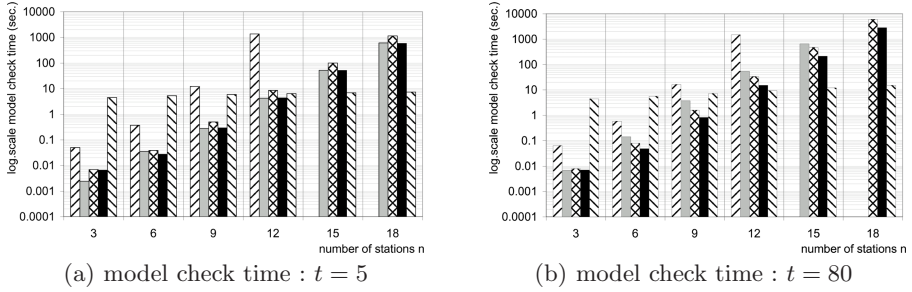 log.scale model check time (sec.)
10000
1000
100
10
1
0.1
0.01
0.001
0.0001
3 6 9 12 15 18
number of stations n
(a) model check time : t = 5
log.scale model check time (sec.)
10000
1000
100
10
1
0.1
0.01
0.001
0.0001
3 6 9 12 15 18
number of stations n
(b) model check time : t = 80